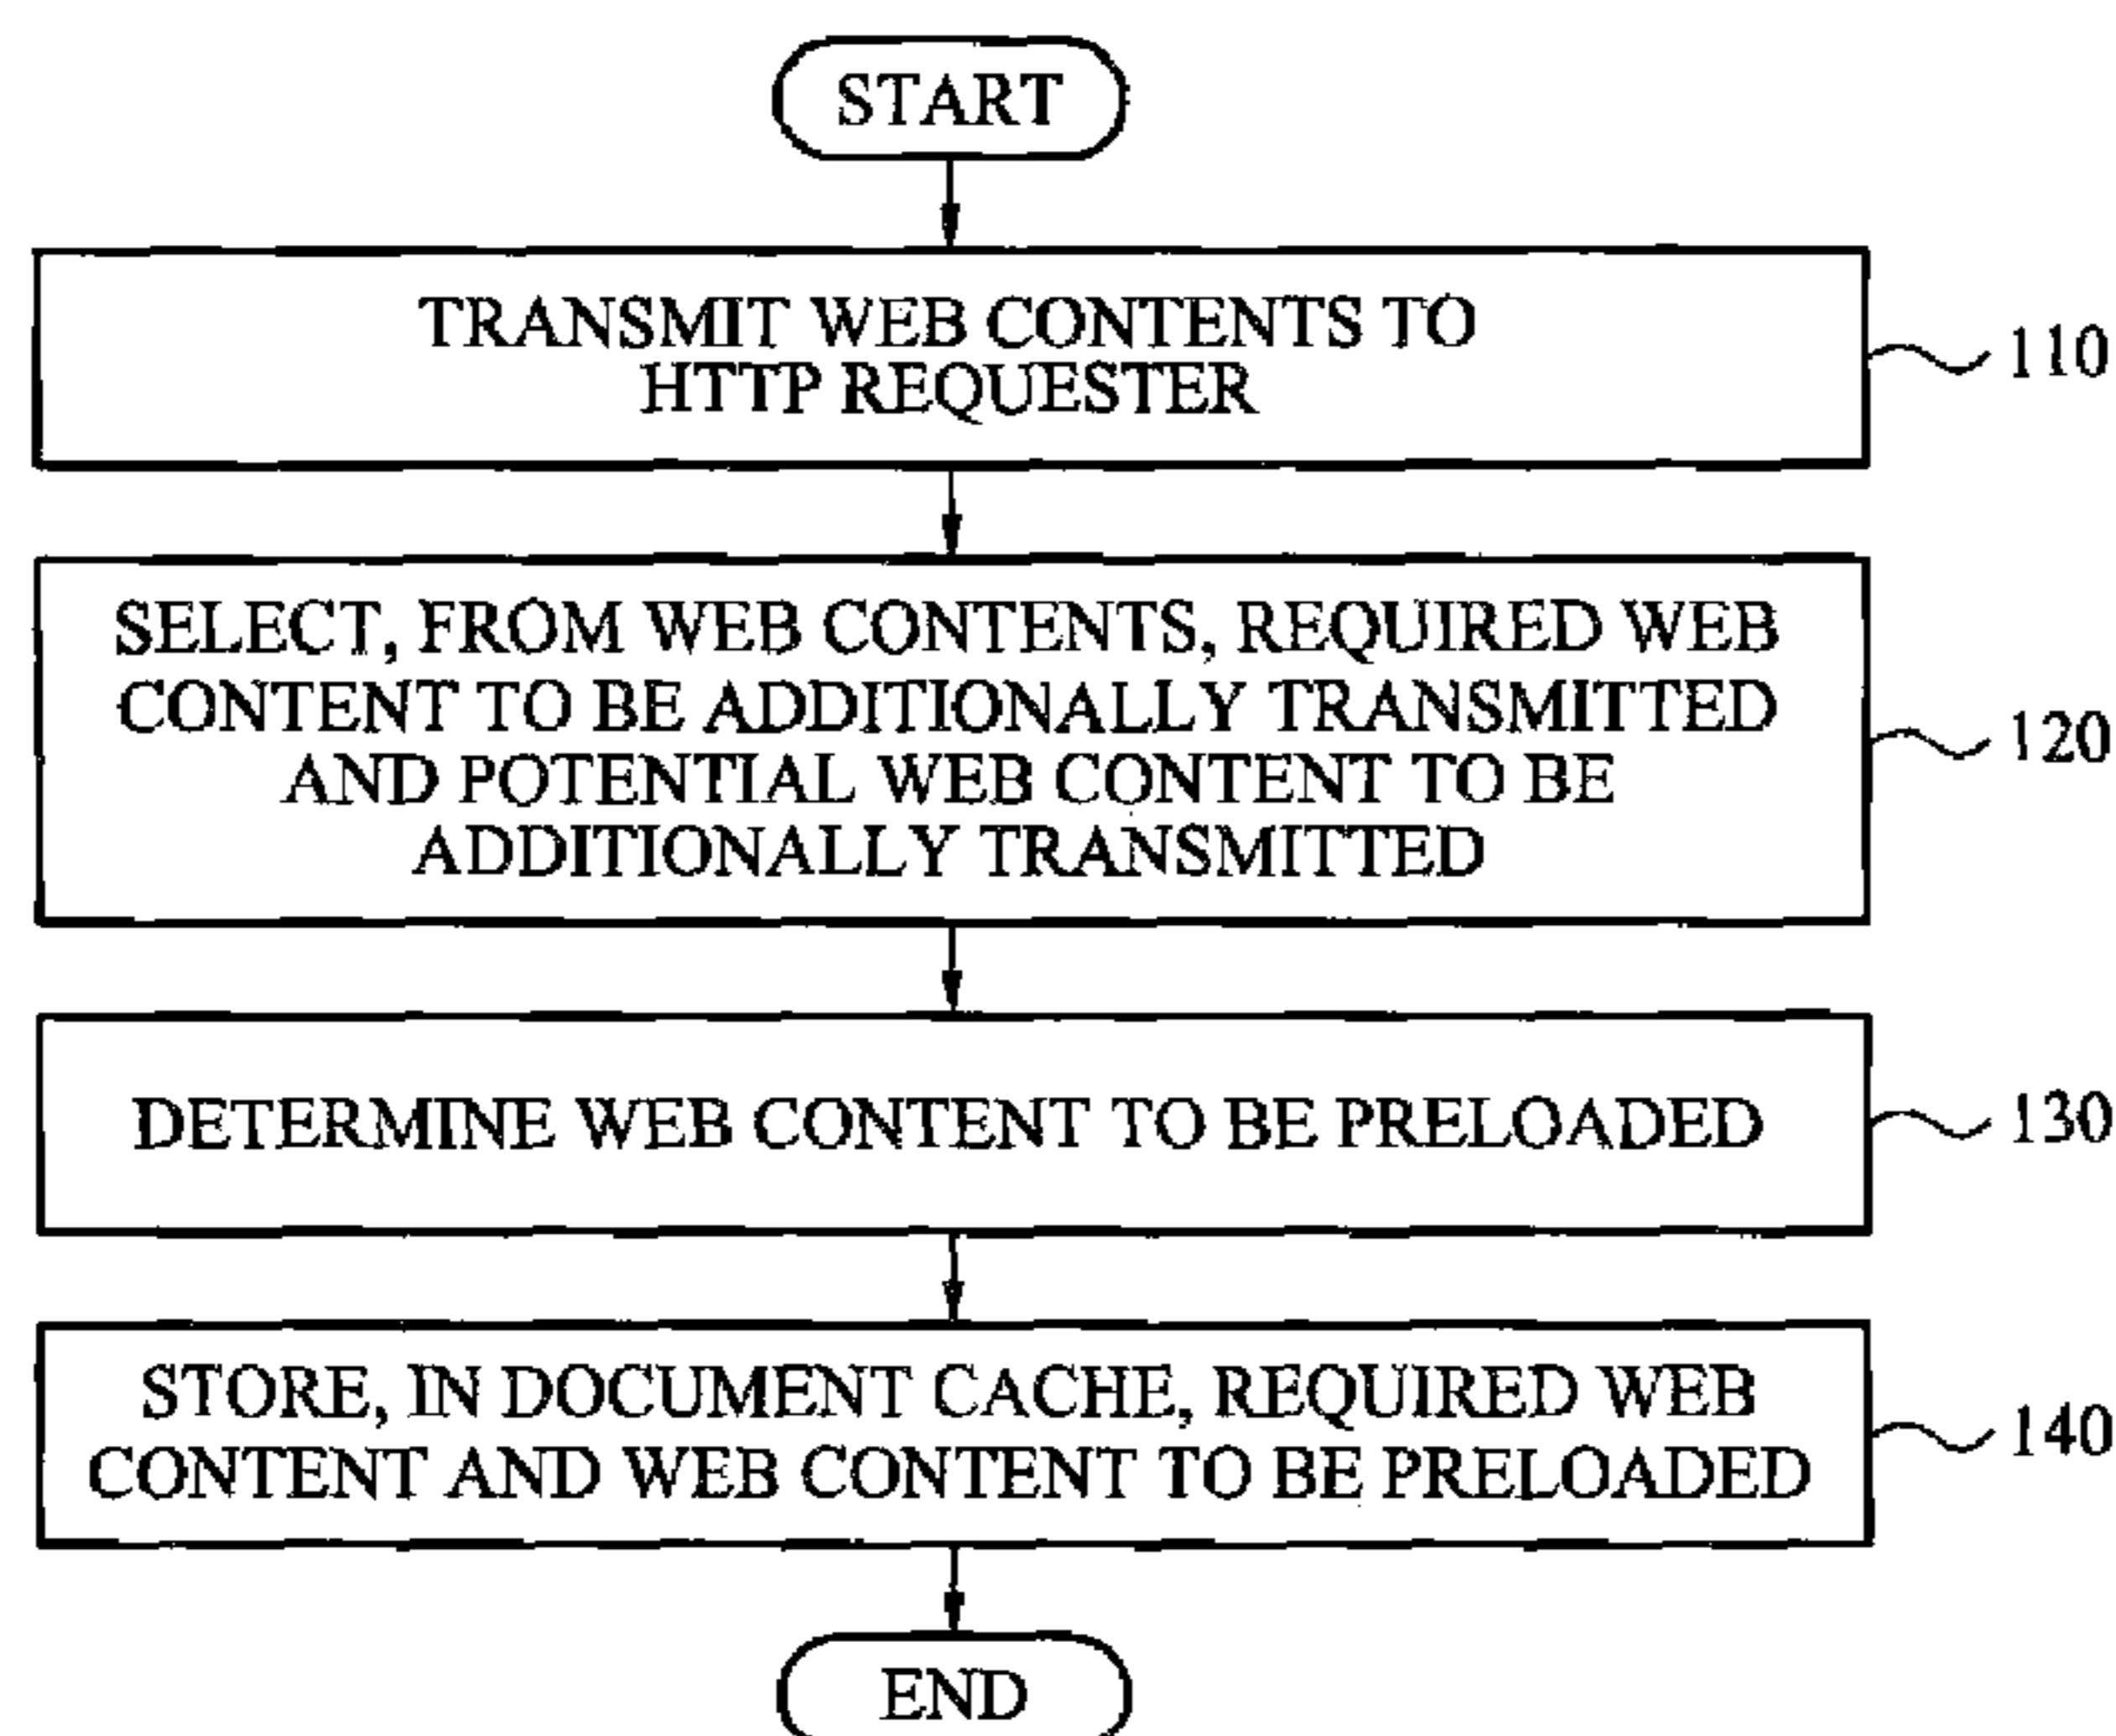 START
TRANSMIT WEB CONTENTS TO
HTTP REQUESTER
110
SELECT, FROM WEB CONTENTS, REQUIRED WEB
CONTENT TO BE ADDITIONALLY TRANSMITTED
AND POTENTIAL WEB CONTENT TO BE
ADDITIONALLY TRANSMITTED
120
DETERMINE WEB CONTENT TO BE PRELOADED
130
STORE, IN DOCUMENT CACHE, REQUIRED WEB
CONTENT AND WEB CONTENT TO BE PRELOADED
140
END